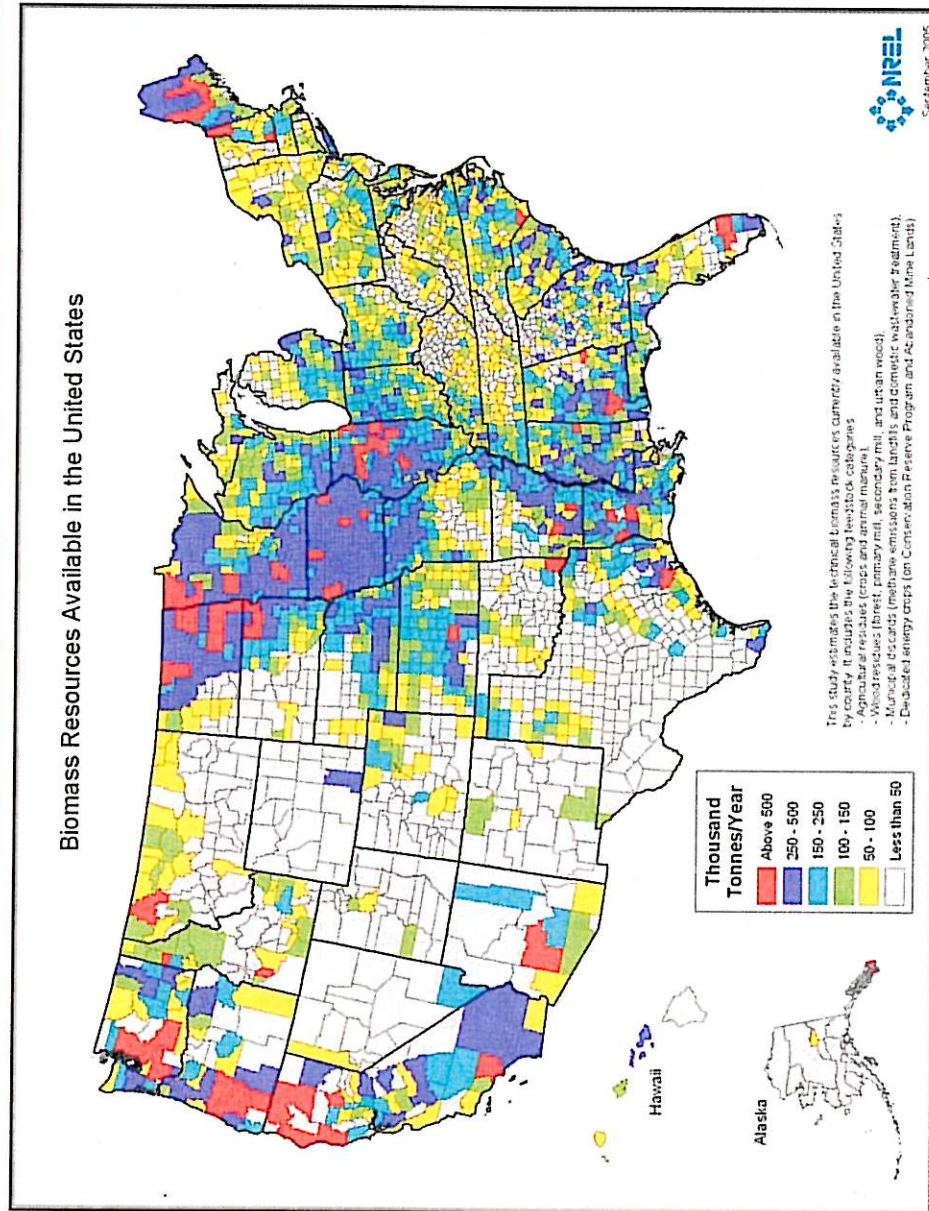 Biomass Resources Available in the United States
Hawaii
Alaska
Thousand
Tonnes/Year
Above 500
250 - 500
150 - 250
100 - 150
50 - 100
Less than 50
This study estimates the technical biomass resources currently available in the United States
by county. It includes the following feedstock categories
- Agricultural residues (crops and animal manure),
- Wood residues (forest, primary mill, secondary mill, and urban wood),
- Municipal discards (methane emissions from landfills and domestic wastewater treatment),
- Dedicated energy crops (on Conservation Reserve Program and Abandoned Mine Lands)
NREL
September 2005